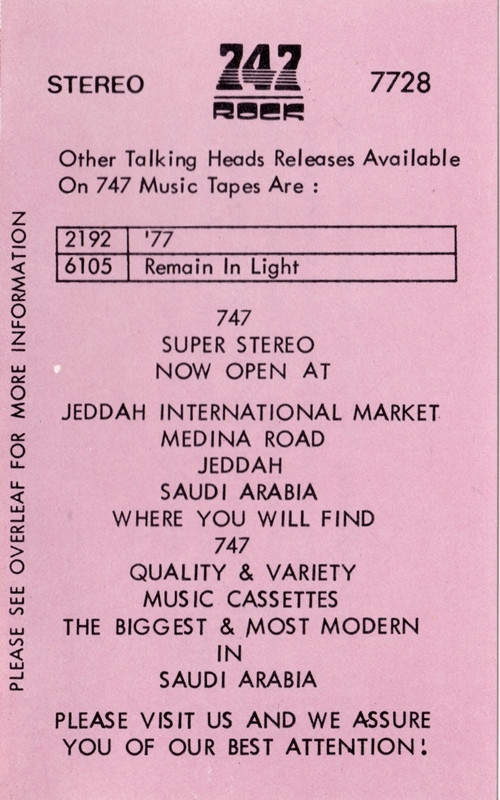 STEREO 747 7728
ROCK
Other Talking Heads Releases Available
On 747 Music Tapes Are :
2192 '77
6105 Remain In Light
747
SUPER STEREO
NOW OPEN AT
JEDDAH INTERNATIONAL MARKET
MEDINA ROAD
JEDDAH
SAUDI ARABIA
WHERE YOU WILL FIND
747
QUALITY & VARIETY
MUSIC CASSETTES
THE BIGGEST & MOST MODERN
IN
SAUDI ARABIA
PLEASE VISIT US AND WE ASSURE
YOU OF OUR BEST ATTENTION!
PLEASE SEE OVERLEAF FOR MORE INFORMATION